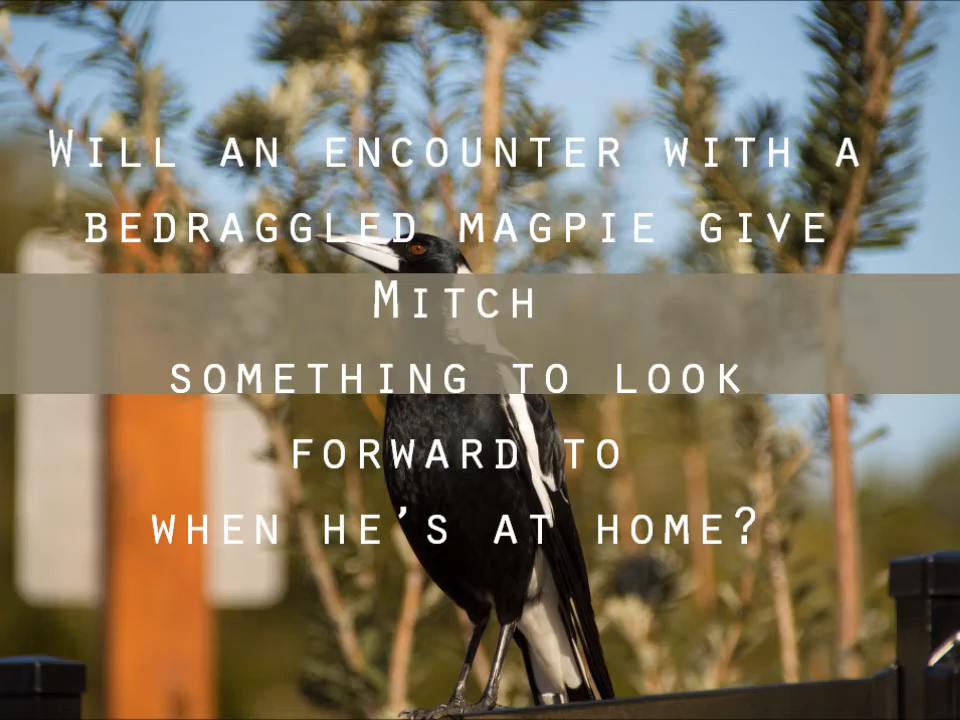 Will an encounter with a
bedraggled magpie give
Mitch
something to look
forward to
when he's at home?